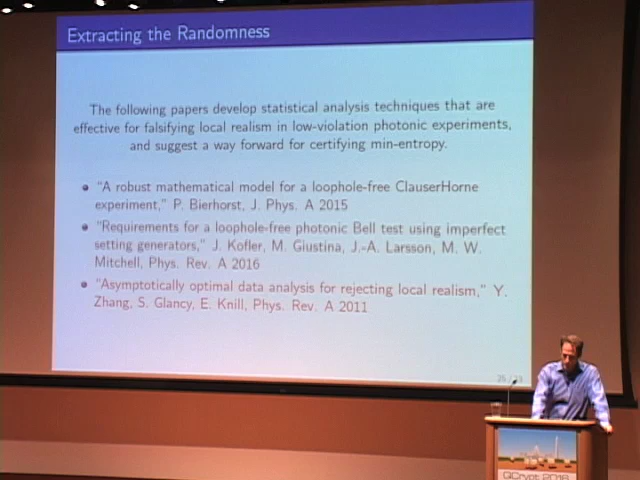 Extracting the Randomness
The following papers develop statistical analysis techniques that are
effective for falsifying local realism in low-violation photonic experiments,
and suggest a way forward for certifying min-entropy.
"A robust mathematical model for a loophole-free ClauserHorne
experiment," P. Bierhorst, J. Phys. A 2015
"Requirements for a loophole-free photonic Bell test using imperfect
setting generators," J. Kofler, M. Giustina, J.-A. Larsson, M. W.
Mitchell, Phys. Rev. A 2016
"Asymptotically optimal data analysis for rejecting local realism," Y.
Zhang, S. Glancy, E. Knill, Phys. Rev. A 2011
QCrypt 2016